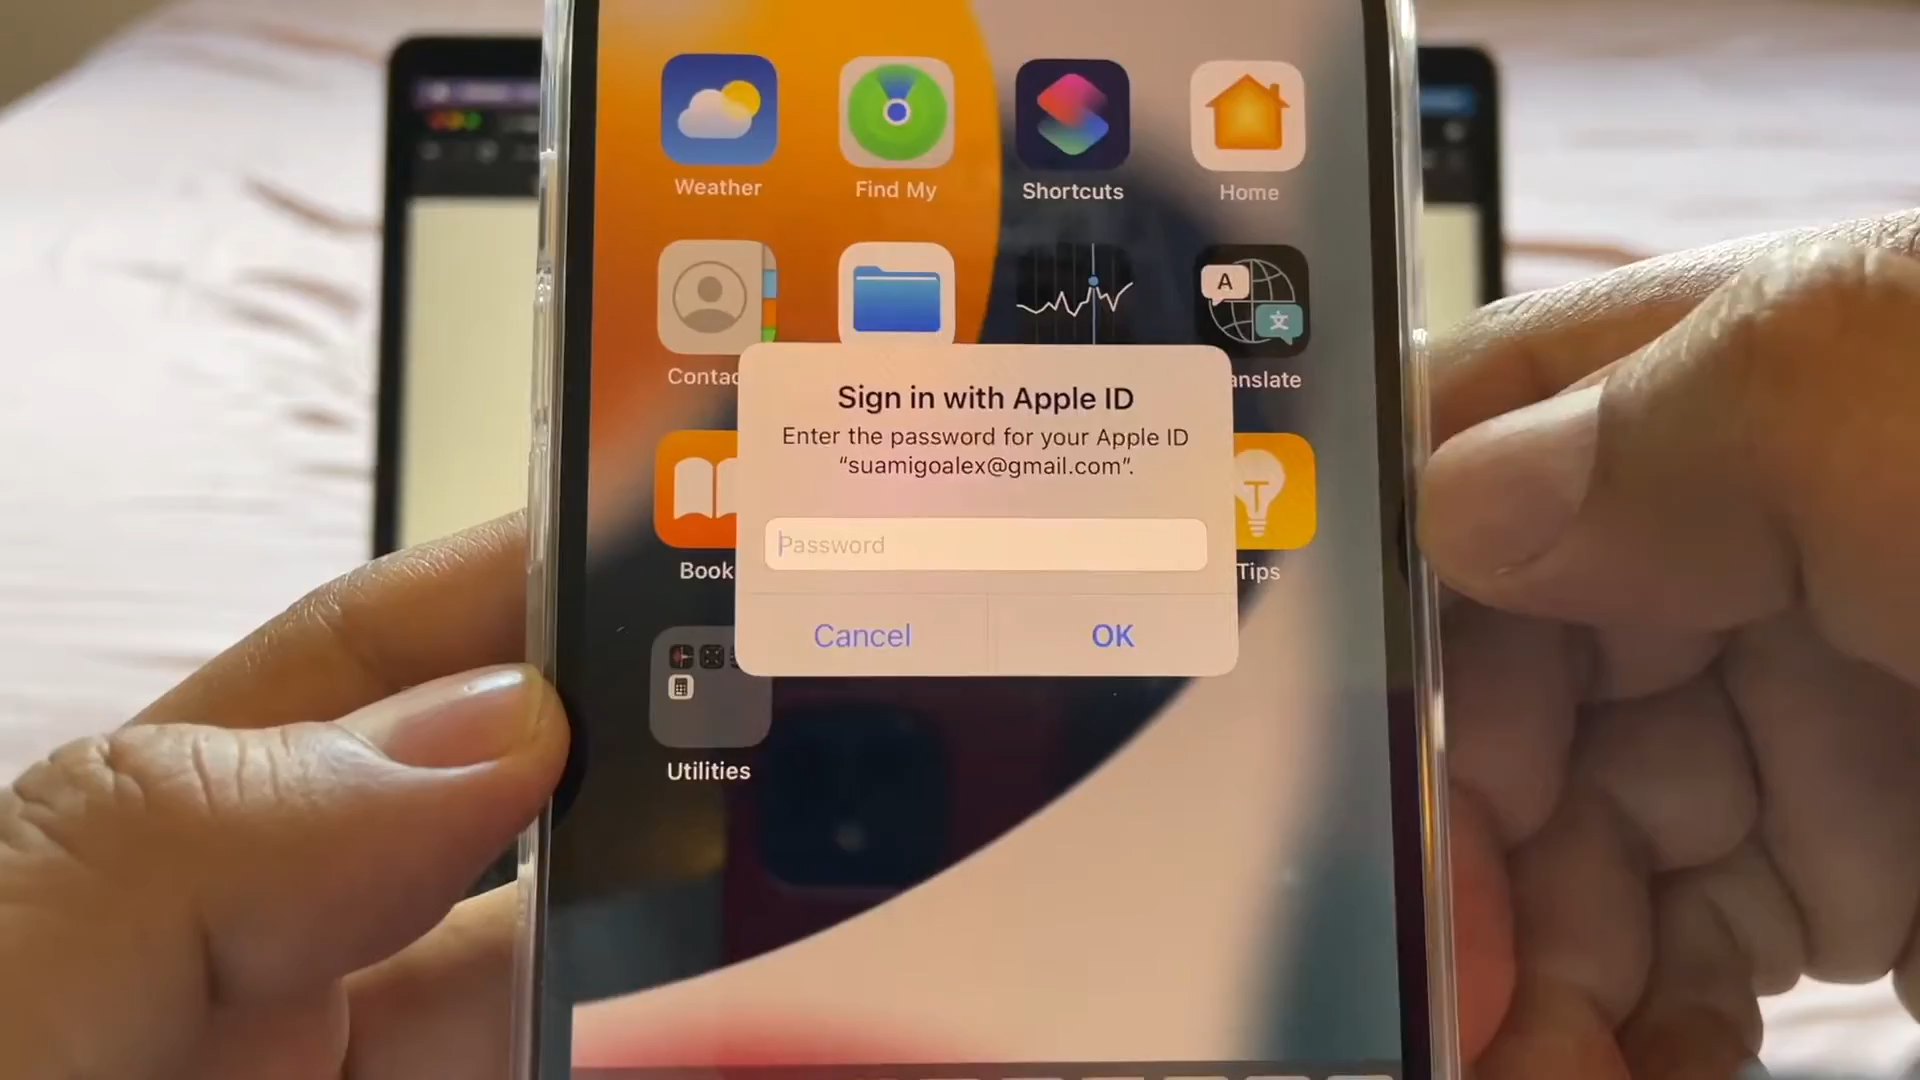 Weather
Find My
Shortcuts
Home
A
文
Contac
anslate
Sign in with Apple ID
Enter the password for your Apple ID
“suamigoalex@gmail.com”.
Password
Book
Tips
Cancel
OK
Utilities